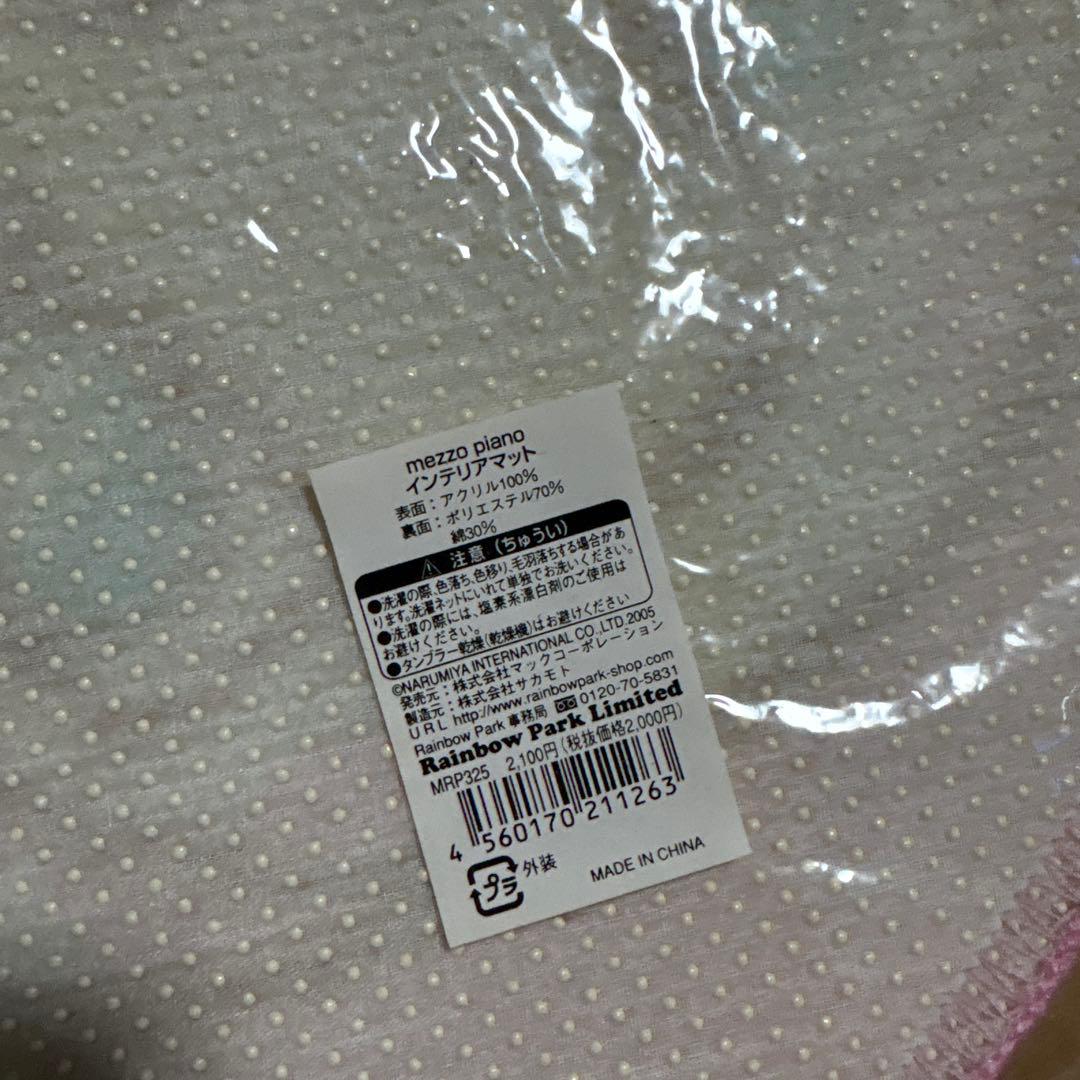 mezzo piano
インテリアマット
表面：アクリル100%
裏面：ポリエステル70%
綿30%
注意（ちゅうい）
●洗濯の際、色落ち、色移り、毛羽落ちする場合があ
ります。洗濯ネットにいれて単独でお洗いください。
●洗濯の際には、塩素系漂白剤のご使用は
お避けください。
●タンブラー乾燥（乾燥機）はお避けください
©NARUMIYA INTERNATIONAL CO.,LTD.2005
発売元：株式会社マックコーポレーション
製造元：株式会社サカモト
URL http://www.rainbowpark-shop.com
Rainbow Park 事務局 0120-70-5831
Rainbow Park Limited
MRP325 2,100円（税抜価格2,000円）
4 560170 211263
プラ 外装
MADE IN CHINA